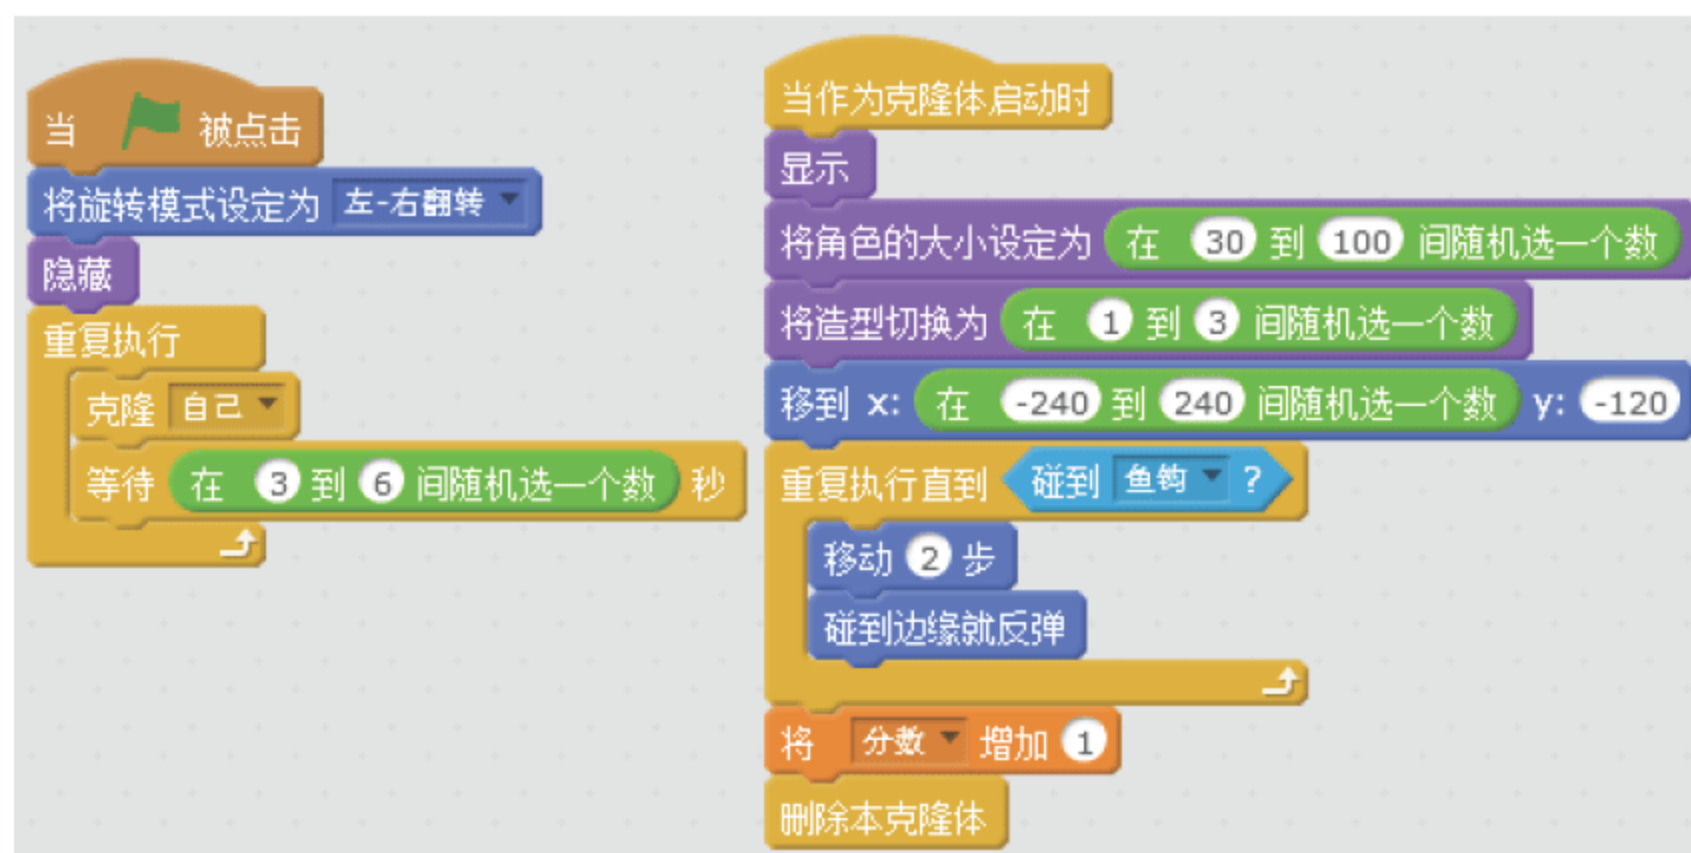 当 被点击
将旋转模式设定为 左-右翻转
隐藏
重复执行
克隆 自己
等待 在 3 到 6 间随机选一个数 秒
当作为克隆体启动时
显示
将角色的大小设定为 在 30 到 100 间随机选一个数
将造型切换为 在 1 到 3 间随机选一个数
移到 x: 在 -240 到 240 间随机选一个数 y: -120
重复执行直到 碰到 鱼钩 ?
移动 2 步
碰到边缘就反弹
将 分数 增加 1
删除本克隆体